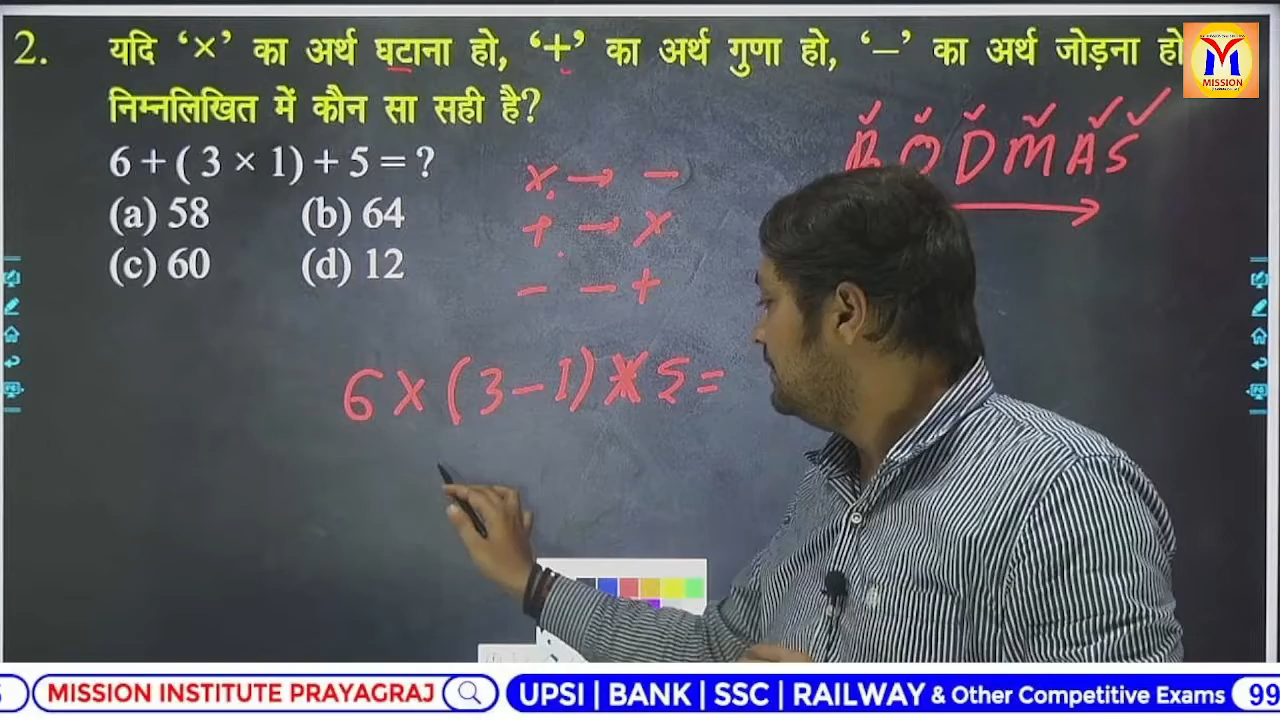 2. यदि ‘×’ का अर्थ घटाना हो, ‘+’ का अर्थ गुणा हो, ‘–’ का अर्थ जोड़ना हो
निम्नलिखित में कौन सा सही है?
6 + ( 3 × 1) + 5 = ?
(a) 58 (b) 64
(c) 60 (d) 12
BODMAS
× → –
+ – ×
– – +
6 × (3 – 1) × 5 =
M
MISSION
MISSION INSTITUTE PRAYAGRAJ
UPSI | BANK | SSC | RAILWAY & Other Competitive Exams
99